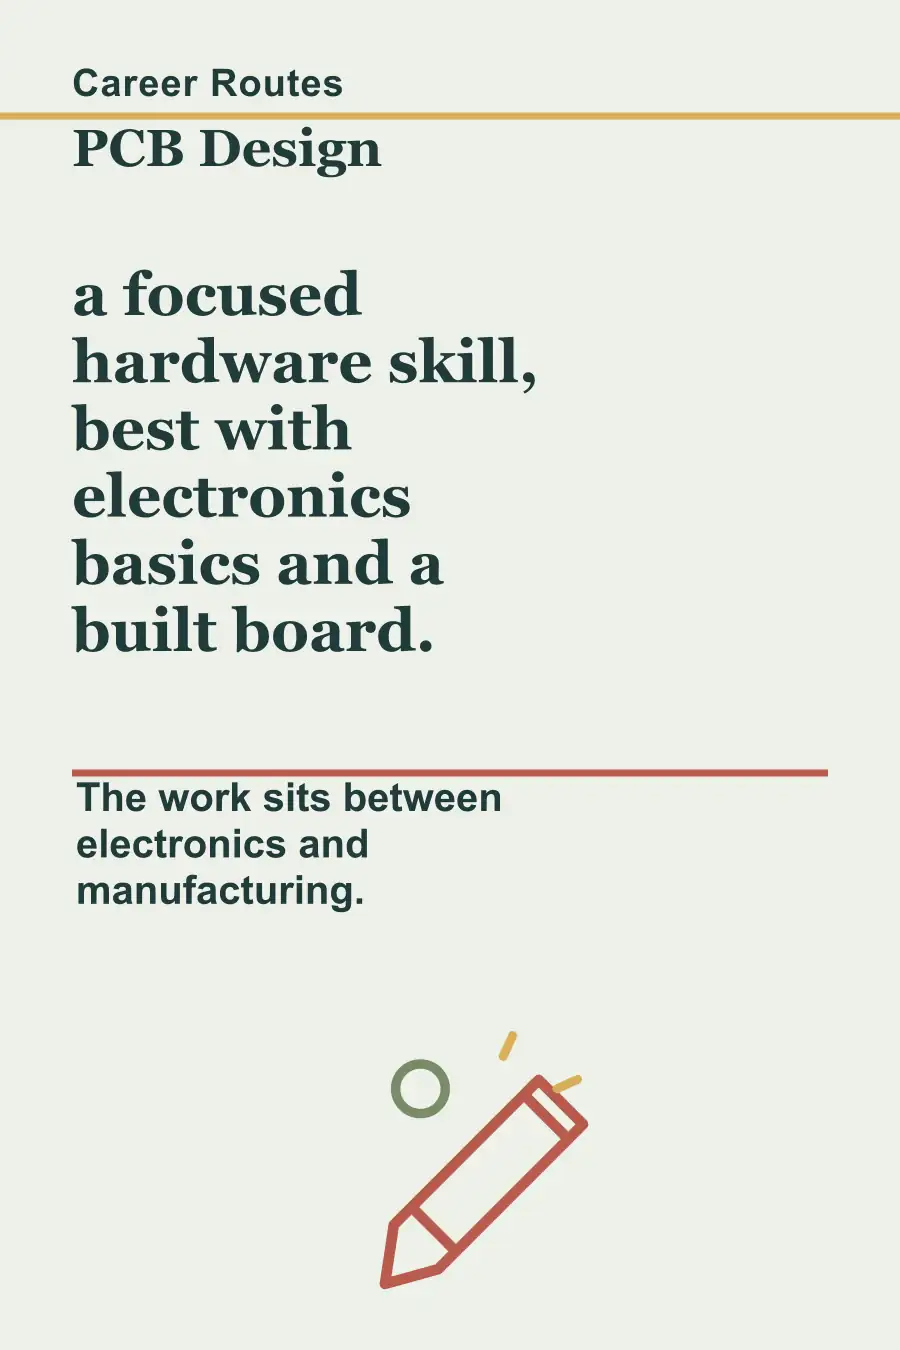 Career Routes
PCB Design
a focused
hardware skill,
best with
electronics
basics and a
built board.
The work sits between
electronics and
manufacturing.